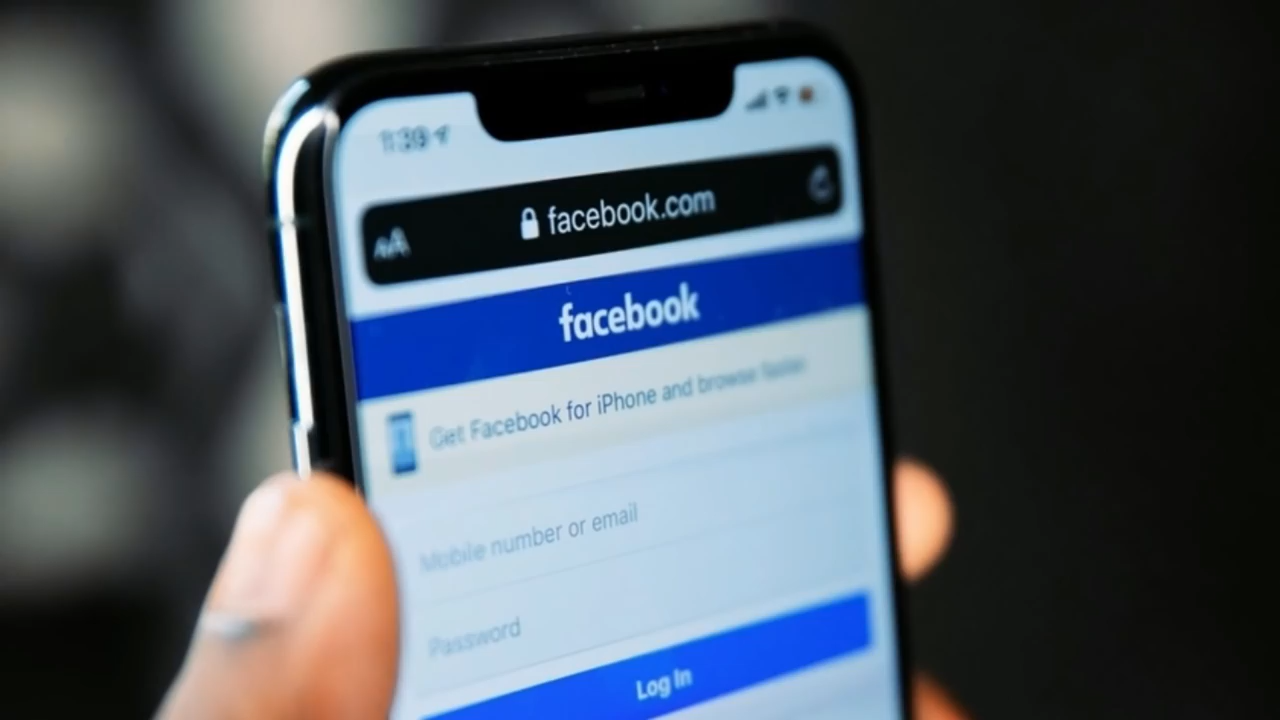 1:39
AA facebook.com
facebook
Get Facebook for iPhone and browse faster
Mobile number or email
Password
Log In